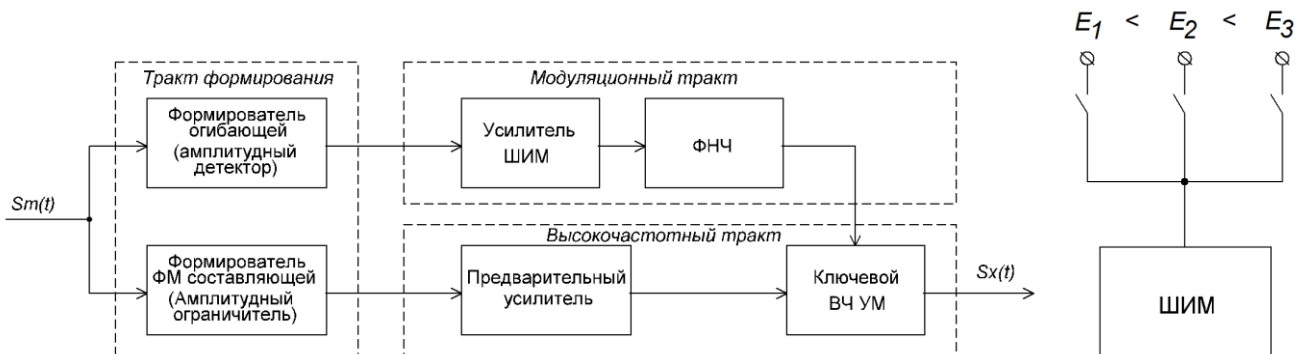 Тракт формирования
Формирователь
огибающей
(амплитудный
детектор)
Sm(t)
Формирователь
ФМ составляющей
(Амплитудный
ограничитель)
Модуляционный тракт
Усилитель
ШИМ
ФНЧ
Высокочастотный тракт
Предварительный
усилитель
Ключевой
ВЧ УМ
Sx(t)
E1 < E2 < E3
ШИМ